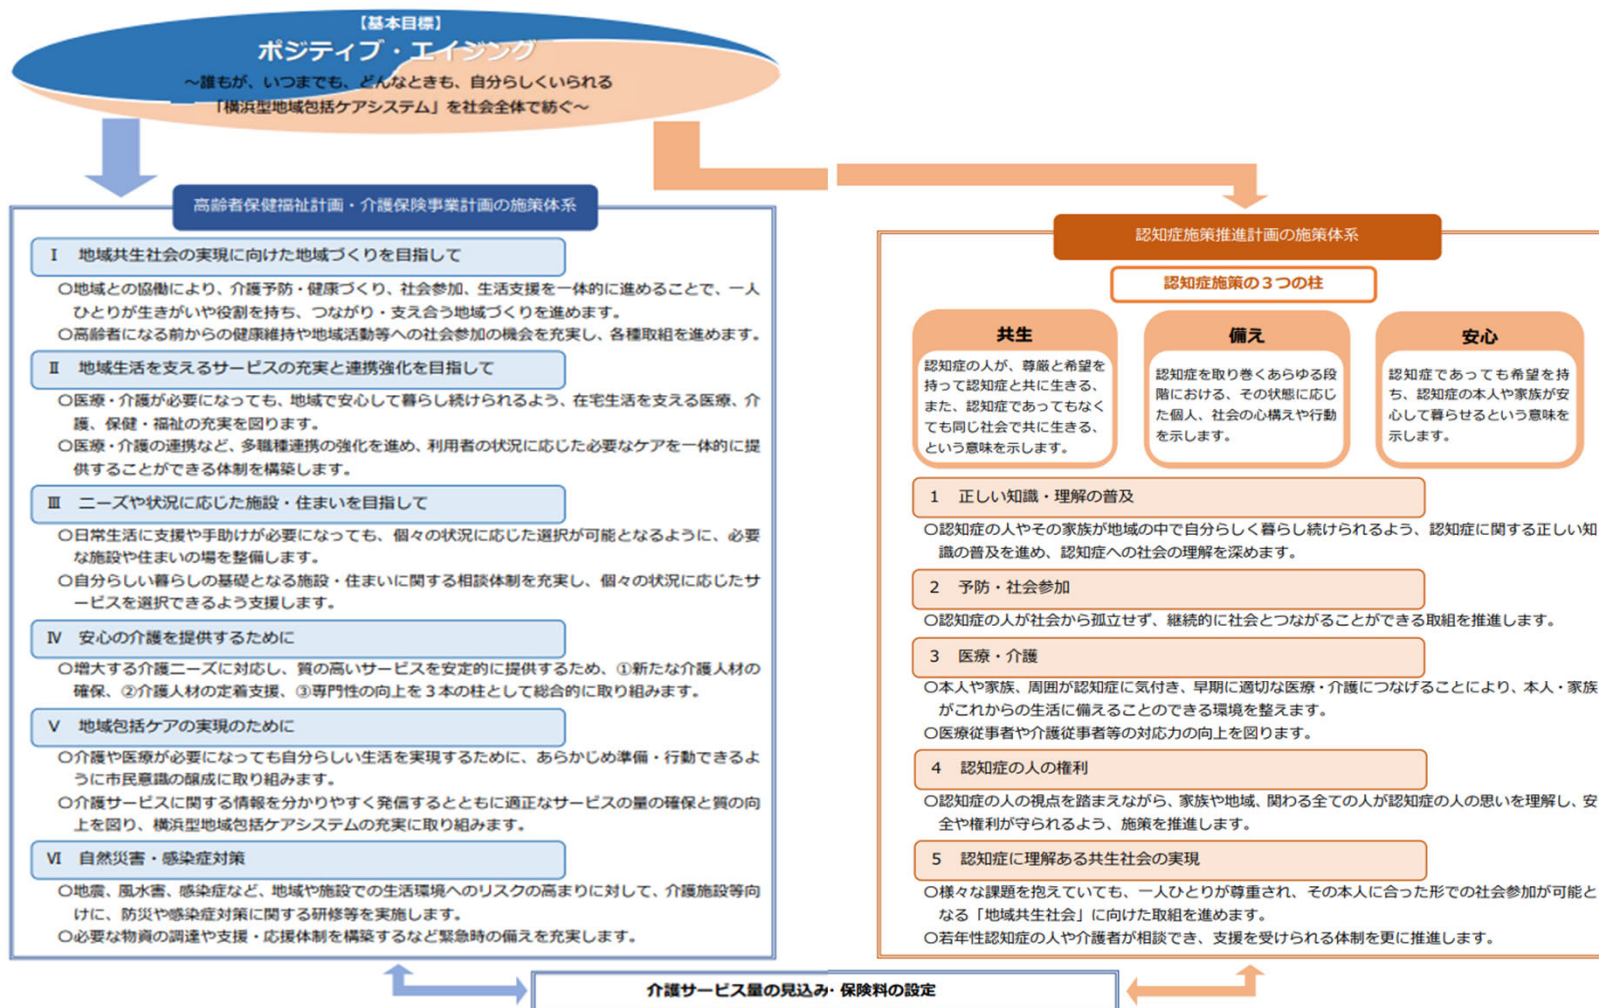 【基本目標】
ポジティブ・エイジング
～誰もが、いつまでも、どんなときも、自分らしくいられる
「横浜型地域包括ケアシステム」を社会全体で紡ぐ～
高齢者保健福祉計画・介護保険事業計画の施策体系
Ⅰ 地域共生社会の実現に向けた地域づくりを目指して
○地域との協働により、介護予防・健康づくり、社会参加、生活支援を一体的に進めることで、一人
ひとりが生きがいや役割を持ち、つながり・支え合う地域づくりを進めます。
○高齢者になる前からの健康維持や地域活動等への社会参加の機会を充実し、各種取組を進めます。
Ⅱ 地域生活を支えるサービスの充実と連携強化を目指して
○医療・介護が必要になっても、地域で安心して暮らし続けられるよう、在宅生活を支える医療、介
護、保健・福祉の充実を図ります。
○医療・介護の連携など、多職種連携の強化を進め、利用者の状況に応じた必要なケアを一体的に提
供することができる体制を構築します。
Ⅲ ニーズや状況に応じた施設・住まいを目指して
○日常生活に支援や手助けが必要になっても、個々の状況に応じた選択が可能となるように、必要
な施設や住まいの場を整備します。
○自分らしい暮らしの基礎となる施設・住まいに関する相談体制を充実し、個々の状況に応じたサ
ービスを選択できるよう支援します。
Ⅳ 安心の介護を提供するために
○増大する介護ニーズに対応し、質の高いサービスを安定的に提供するため、①新たな介護人材の
確保、②介護人材の定着支援、③専門性の向上を３本の柱として総合的に取り組みます。
Ⅴ 地域包括ケアの実現のために
○介護や医療が必要になっても自分らしい生活を実現するために、あらかじめ準備・行動できるよ
うに市民意識の醸成に取り組みます。
○介護サービスに関する情報を分かりやすく発信するとともに適正なサービスの量の確保と質の向
上を図り、横浜型地域包括ケアシステムの充実に取り組みます。
Ⅵ 自然災害・感染症対策
○地震、風水害、感染症など、地域や施設での生活環境へのリスクの高まりに対して、介護施設等向
けに、防災や感染症対策に関する研修等を実施します。
○必要な物資の調達や支援・応援体制を構築するなど緊急時の備えを充実します。
認知症施策推進計画の施策体系
認知症施策の３つの柱
共生
認知症の人が、尊厳と希望を
持って認知症と共に生きる、
また、認知症であってもなく
ても同じ社会で共に生きる、
という意味を示します。
備え
認知症を取り巻くあらゆる段
階における、その状態に応じ
た個人、社会の心構えや行動
を示します。
安心
認知症であっても希望を持
ち、認知症の本人や家族が安
心して暮らせるという意味を
示します。
1 正しい知識・理解の普及
○認知症の人やその家族が地域の中で自分らしく暮らし続けられるよう、認知症に関する正しい知
識の普及を進め、認知症への社会の理解を深めます。
2 予防・社会参加
○認知症の人が社会から孤立せず、継続的に社会とつながることができる取組を推進します。
3 医療・介護
○本人や家族、周囲が認知症に気付き、早期に適切な医療・介護につなげることにより、本人・家族
がこれからの生活に備えることのできる環境を整えます。
○医療従事者や介護従事者等の対応力の向上を図ります。
4 認知症の人の権利
○認知症の人の視点を踏まえながら、家族や地域、関わる全ての人が認知症の人の思いを理解し、安
全や権利が守られるよう、施策を推進します。
5 認知症に理解ある共生社会の実現
○様々な課題を抱えていても、一人ひとりが尊重され、その本人に合った形での社会参加が可能と
なる「地域共生社会」に向けた取組を進めます。
○若年性認知症の人や介護者が相談でき、支援を受けられる体制を更に推進します。
介護サービス量の見込み・保険料の設定